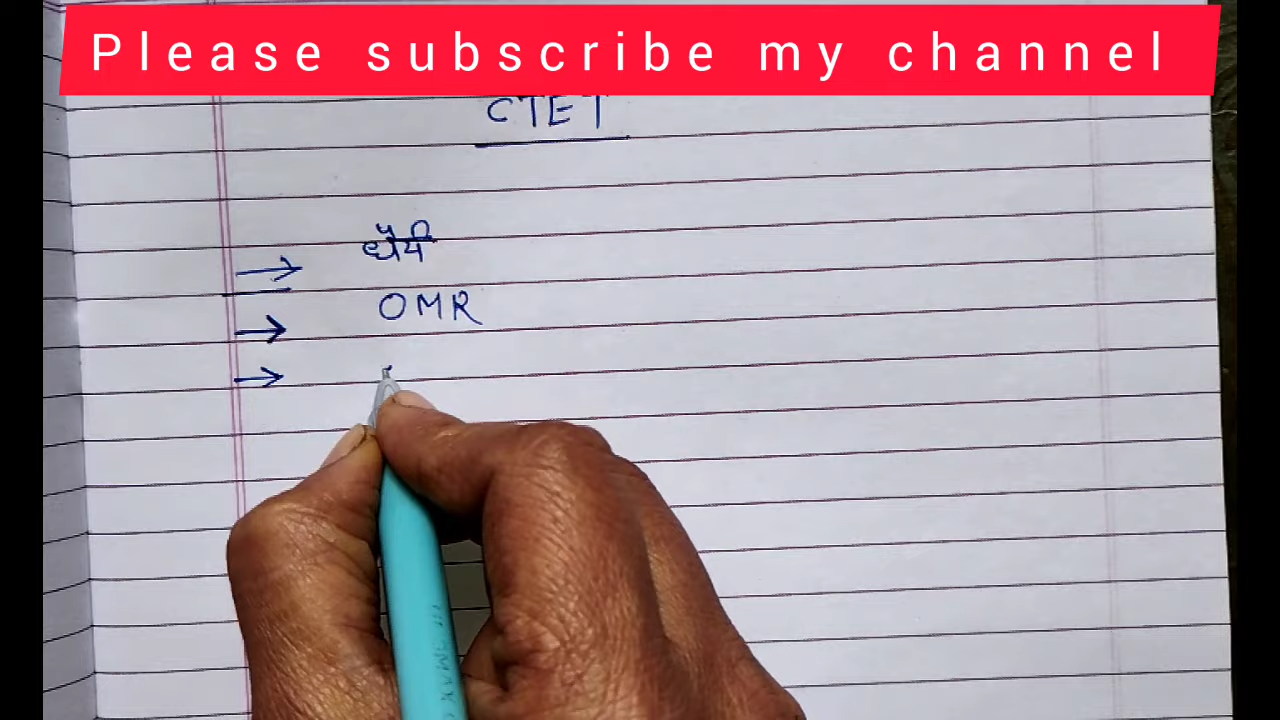 Please subscribe my channel
CTET
→ धैर्य
→ OMR
→